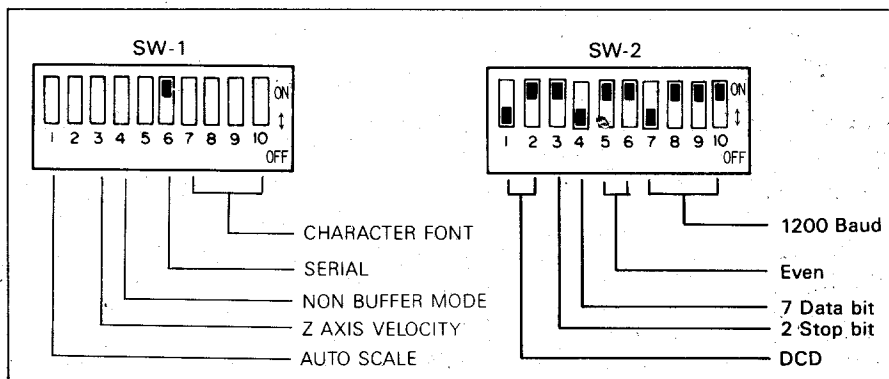 SW-1
ON
↕
1 2 3 4 5 6 7 8 9 10
OFF
CHARACTER FONT
SERIAL
NON BUFFER MODE
Z AXIS VELOCITY
AUTO SCALE
SW-2
ON
↕
1 2 3 4 5 6 7 8 9 10
OFF
1200 Baud
Even
7 Data bit
2 Stop bit
DCD